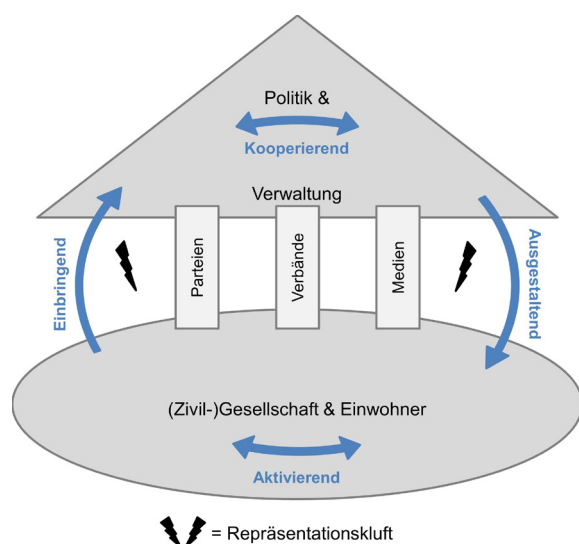 Politik &
Kooperierend
Verwaltung
Einbringend
Parteien
Verbände
Medien
Ausgestaltend
(Zivil-)Gesellschaft & Einwohner
Aktivierend
= Repräsentationskluft